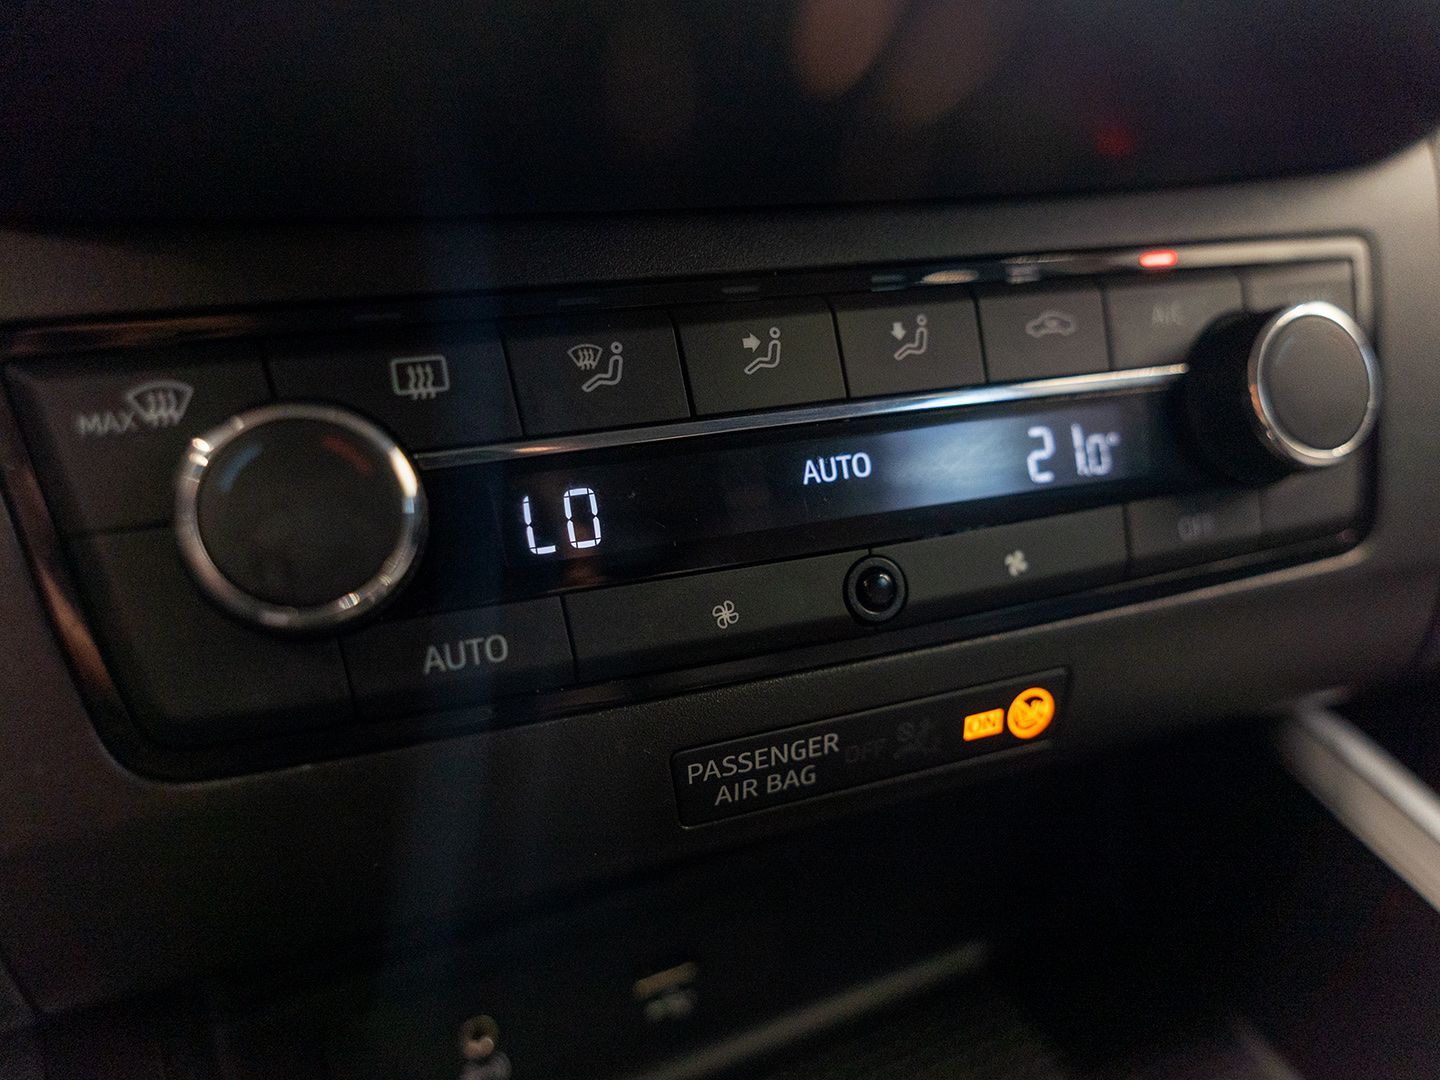 MAX
A/C
LO
AUTO
21.0°
OFF
AUTO
PASSENGER
AIR BAG
OFF
ON